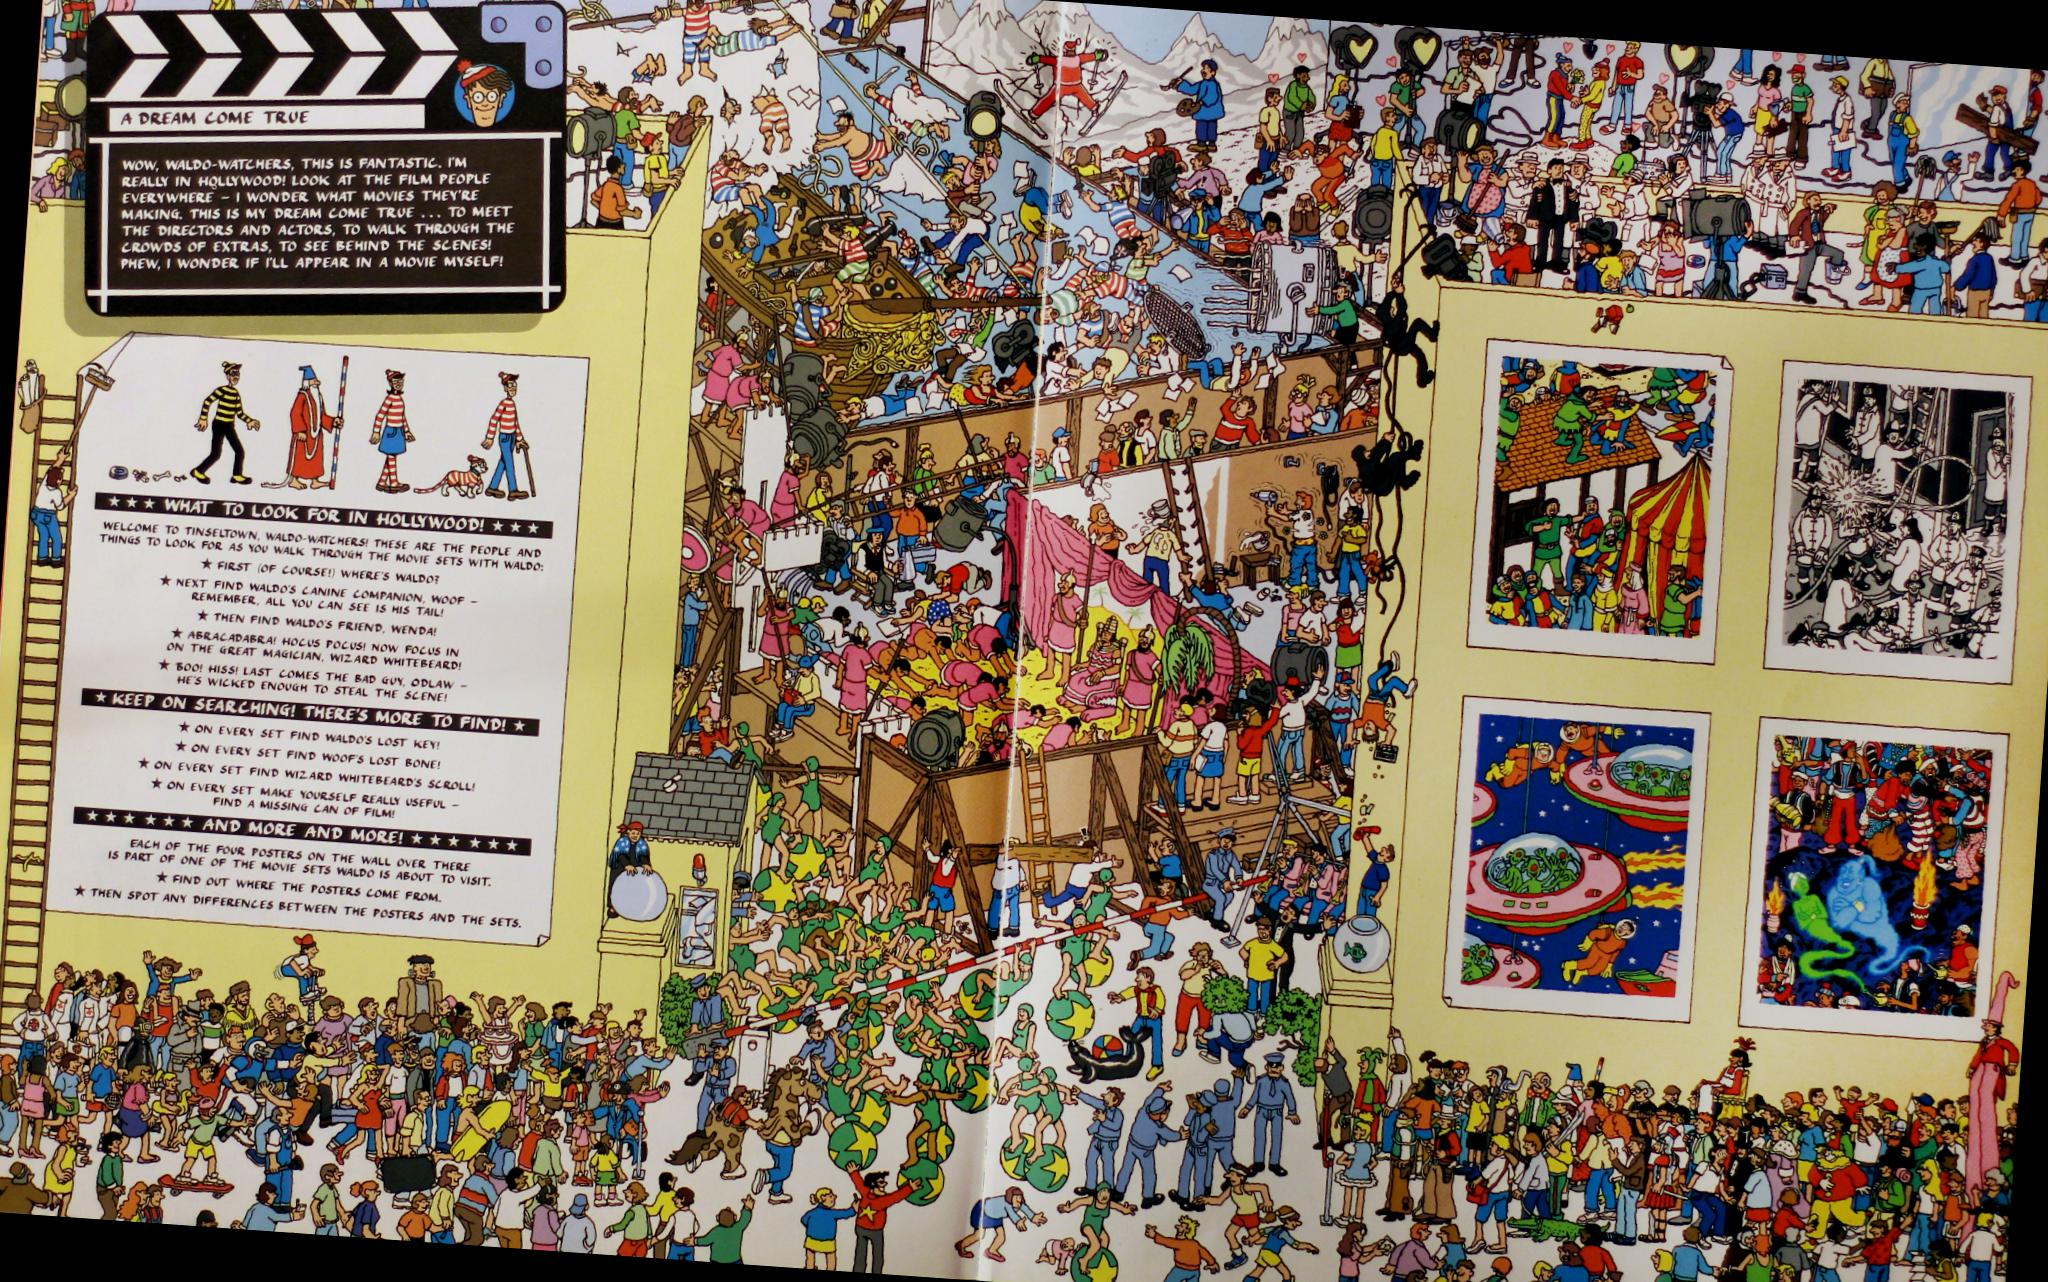 A DREAM COME TRUE
WOW, WALDO-WATCHERS, THIS IS FANTASTIC. I'M
REALLY IN HOLLYWOOD! LOOK AT THE FILM PEOPLE
EVERYWHERE – I WONDER WHAT MOVIES THEY'RE
MAKING. THIS IS MY DREAM COME TRUE ... TO MEET
THE DIRECTORS AND ACTORS, TO WALK THROUGH THE
CROWDS OF EXTRAS, TO SEE BEHIND THE SCENES!
PHEW, I WONDER IF I'LL APPEAR IN A MOVIE MYSELF!
★ ★ ★ WHAT TO LOOK FOR IN HOLLYWOOD! ★ ★ ★
WELCOME TO TINSELTOWN, WALDO-WATCHERS! THESE ARE THE PEOPLE AND
THINGS TO LOOK FOR AS YOU WALK THROUGH THE MOVIE SETS WITH WALDO:
★ FIRST (OF COURSE!) WHERE'S WALDO?
★ NEXT FIND WALDO'S CANINE COMPANION, WOOF –
REMEMBER, ALL YOU CAN SEE IS HIS TAIL!
★ THEN FIND WALDO'S FRIEND, WENDA!
★ ABRACADABRA! HOCUS POCUS! NOW FOCUS IN
ON THE GREAT MAGICIAN, WIZARD WHITEBEARD!
★ BOO! HISS! LAST COMES THE BAD GUY, ODLAW –
HE'S WICKED ENOUGH TO STEAL THE SCENE!
★ KEEP ON SEARCHING! THERE'S MORE TO FIND! ★
★ ON EVERY SET FIND WALDO'S LOST KEY!
★ ON EVERY SET FIND WOOF'S LOST BONE!
★ ON EVERY SET FIND WIZARD WHITEBEARD'S SCROLL!
★ ON EVERY SET MAKE YOURSELF REALLY USEFUL –
FIND A MISSING CAN OF FILM!
★ ★ ★ ★ ★ ★ AND MORE AND MORE! ★ ★ ★ ★ ★ ★
EACH OF THE FOUR POSTERS ON THE WALL OVER THERE
IS PART OF ONE OF THE MOVIE SETS WALDO IS ABOUT TO VISIT.
★ FIND OUT WHERE THE POSTERS COME FROM.
★ THEN SPOT ANY DIFFERENCES BETWEEN THE POSTERS AND THE SETS.